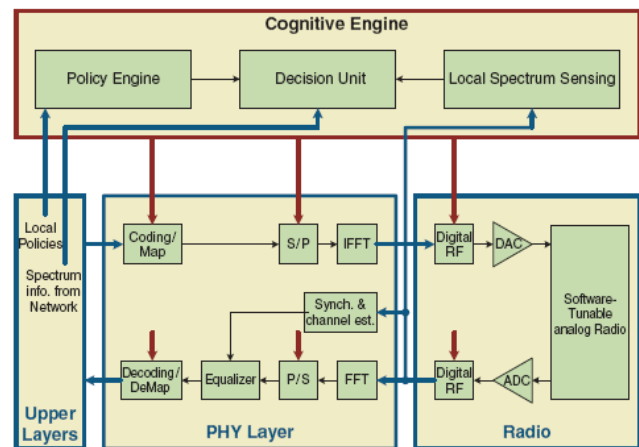 Cognitive Engine
Policy Engine
Decision Unit
Local Spectrum Sensing
Local
Policies
Spectrum
info. from
Network
Upper
Layers
Coding/
Map
S/P
IFFT
Synch. &
channel est.
Decoding/
DeMap
Equalizer
P/S
FFT
PHY Layer
Digital
RF
DAC
Software-
Tunable
analog Radio
Digital
RF
ADC
Radio